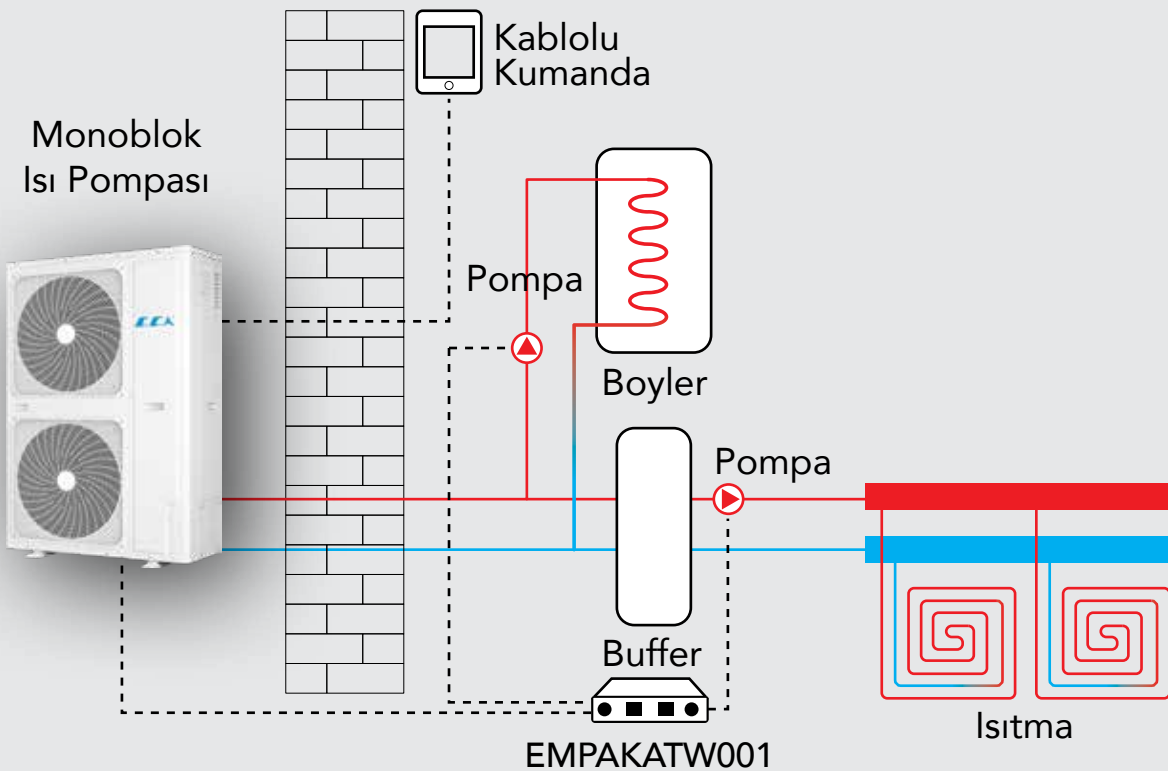 Kablolu
Kumanda
Monoblok
Isı Pompası
Pompa
Boyler
Pompa
Buffer
Isıtma
EMPAKATW001